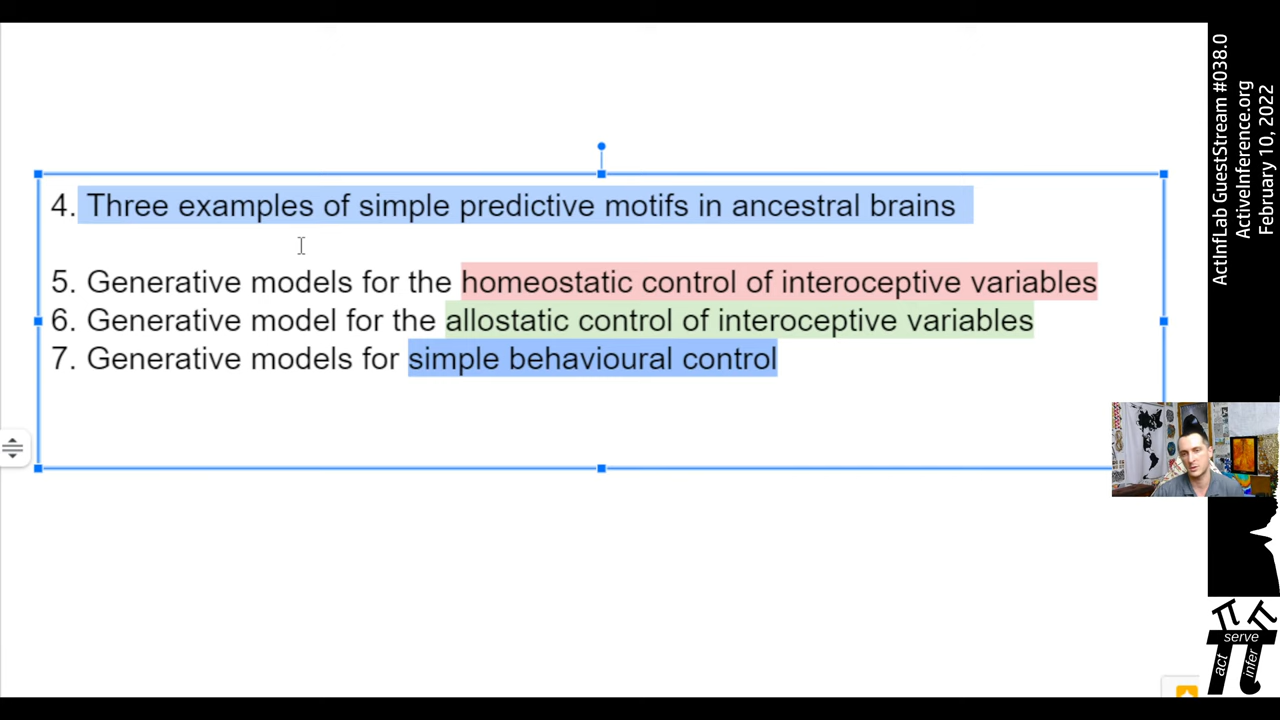 4. Three examples of simple predictive motifs in ancestral brains
5. Generative models for the homeostatic control of interoceptive variables
6. Generative model for the allostatic control of interoceptive variables
7. Generative models for simple behavioural control
ActInfLab GuestStream #038.0
ActiveInference.org
February 10, 2022
serve
act
infer